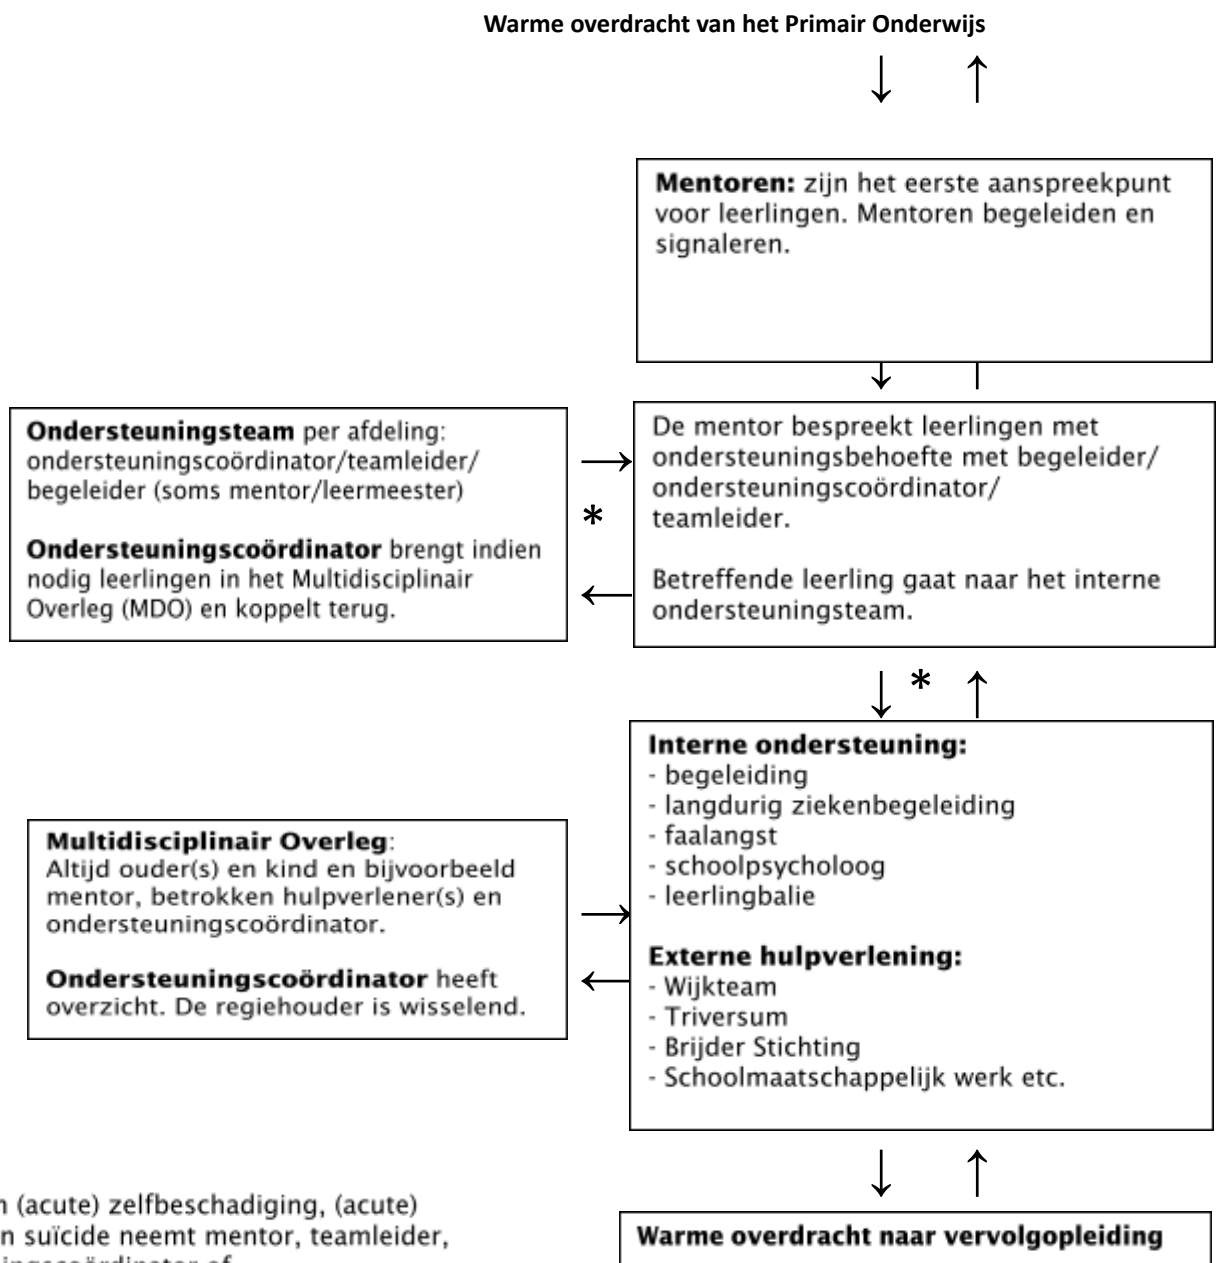 Warme overdracht van het Primair Onderwijs
Mentoren: zijn het eerste aanspreekpunt
voor leerlingen. Mentoren begeleiden en
signaleren.
Ondersteuningsteam per afdeling:
ondersteuningscoördinator/teamleider/
begeleider (soms mentor/leermeester)
Ondersteuningscoördinator brengt indien
nodig leerlingen in het Multidisciplinair
Overleg (MDO) en koppelt terug.
*
De mentor bespreekt leerlingen met
ondersteuningsbehoefte met begeleider/
ondersteuningscoördinator/
teamleider.
Betreffende leerling gaat naar het interne
ondersteuningsteam.
*
Multidisciplinair Overleg:
Altijd ouder(s) en kind en bijvoorbeeld
mentor, betrokken hulpverlener(s) en
ondersteuningscoördinator.
Ondersteuningscoördinator heeft
overzicht. De regiehouder is wisselend.
Interne ondersteuning:
- begeleiding
- langdurig ziekenbegeleiding
- faalangst
- schoolpsycholoog
- leerlingbalie
Externe hulpverlening:
- Wijkteam
- Triversum
- Brijder Stichting
- Schoolmaatschappelijk werk etc.
(acute) zelfbeschadiging, (acute)
suïcide neemt mentor, teamleider,
Warme overdracht naar vervolgopleiding